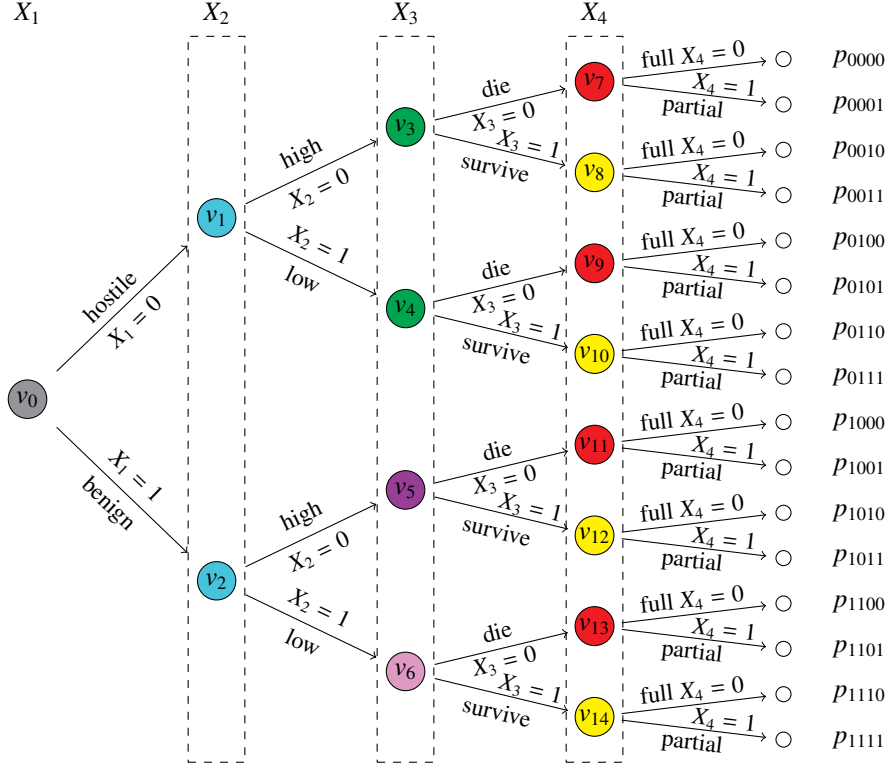 X₁ X₂ X₃ X₄
v₀
hostile
X₁ = 0
X₁ = 1
benign
v₁
high
X₂ = 0
X₂ = 1
low
v₂
high
X₂ = 0
X₂ = 1
low
v₃
die
X₃ = 0
X₃ = 1
survive
v₄
die
X₃ = 0
X₃ = 1
survive
v₅
die
X₃ = 0
X₃ = 1
survive
v₆
die
X₃ = 0
X₃ = 1
survive
v₇
full X₄ = 0
X₄ = 1
partial
p₀₀₀₀
p₀₀₀₁
v₈
full X₄ = 0
X₄ = 1
partial
p₀₀₁₀
p₀₀₁₁
v₉
full X₄ = 0
X₄ = 1
partial
p₀₁₀₀
p₀₁₀₁
v₁₀
full X₄ = 0
X₄ = 1
partial
p₀₁₁₀
p₀₁₁₁
v₁₁
full X₄ = 0
X₄ = 1
partial
p₁₀₀₀
p₁₀₀₁
v₁₂
full X₄ = 0
X₄ = 1
partial
p₁₀₁₀
p₁₀₁₁
v₁₃
full X₄ = 0
X₄ = 1
partial
p₁₁₀₀
p₁₁₀₁
v₁₄
full X₄ = 0
X₄ = 1
partial
p₁₁₁₀
p₁₁₁₁